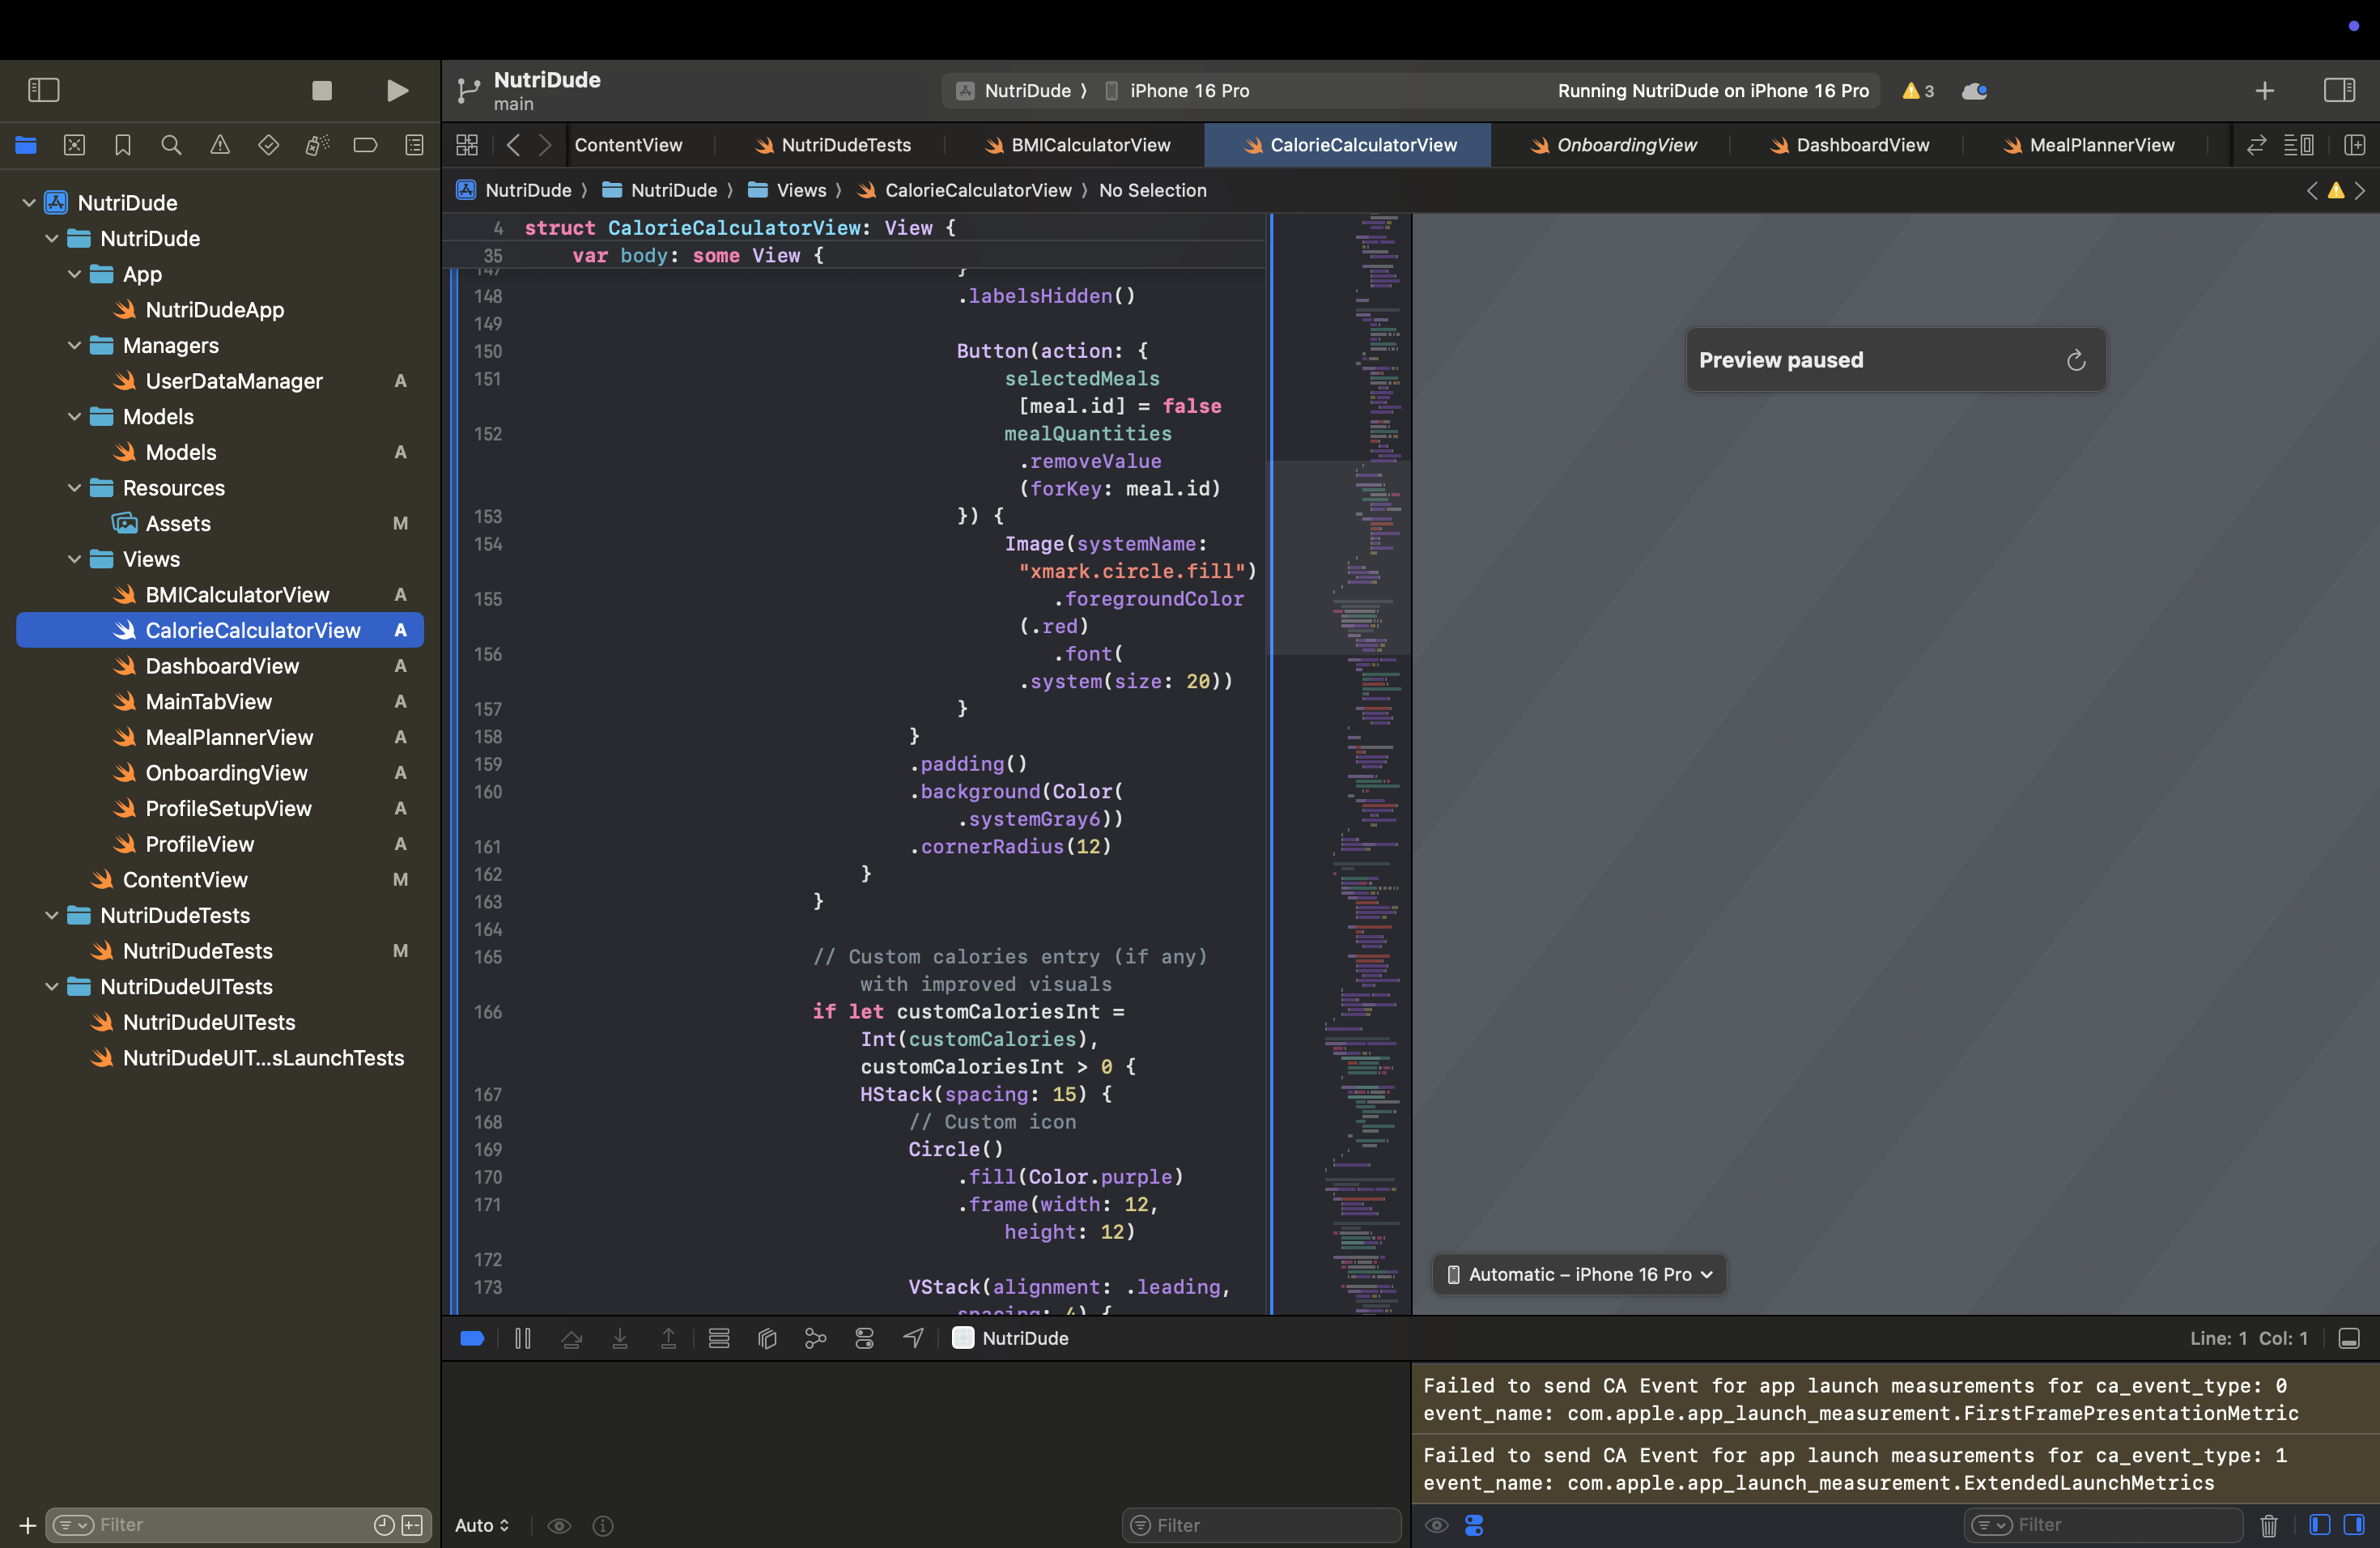 NutriDude
main
NutriDude 〉 iPhone 16 Pro
Running NutriDude on iPhone 16 Pro
3
ContentView
NutriDudeTests
BMICalculatorView
CalorieCalculatorView
OnboardingView
DashboardView
MealPlannerView
NutriDude 〉 NutriDude 〉 Views 〉 CalorieCalculatorView 〉 No Selection
NutriDude
NutriDude
App
NutriDudeApp
Managers
UserDataManager A
Models
Models A
Resources
Assets M
Views
BMICalculatorView A
CalorieCalculatorView A
DashboardView A
MainTabView A
MealPlannerView A
OnboardingView A
ProfileSetupView A
ProfileView A
ContentView M
NutriDudeTests
NutriDudeTests M
NutriDudeUITests
NutriDudeUITests
NutriDudeUIT...sLaunchTests
Filter
4 struct CalorieCalculatorView: View {
35 var body: some View {
147 }
148 .labelsHidden()
149
150 Button(action: {
151 selectedMeals
[meal.id] = false
152 mealQuantities
.removeValue
(forKey: meal.id)
153 }) {
154 Image(systemName:
"xmark.circle.fill")
155 .foregroundColor
(.red)
156 .font(
.system(size: 20))
157 }
158 }
159 .padding()
160 .background(Color(
.systemGray6))
161 .cornerRadius(12)
162 }
163 }
164
165 // Custom calories entry (if any)
with improved visuals
166 if let customCaloriesInt =
Int(customCalories),
customCaloriesInt > 0 {
167 HStack(spacing: 15) {
168 // Custom icon
169 Circle()
170 .fill(Color.purple)
171 .frame(width: 12,
height: 12)
172
173 VStack(alignment: .leading,
spacing: 4) {
Preview paused
Automatic – iPhone 16 Pro
NutriDude
Line: 1 Col: 1
Failed to send CA Event for app launch measurements for ca_event_type: 0
event_name: com.apple.app_launch_measurement.FirstFramePresentationMetric
Failed to send CA Event for app launch measurements for ca_event_type: 1
event_name: com.apple.app_launch_measurement.ExtendedLaunchMetrics
Auto
Filter
Filter